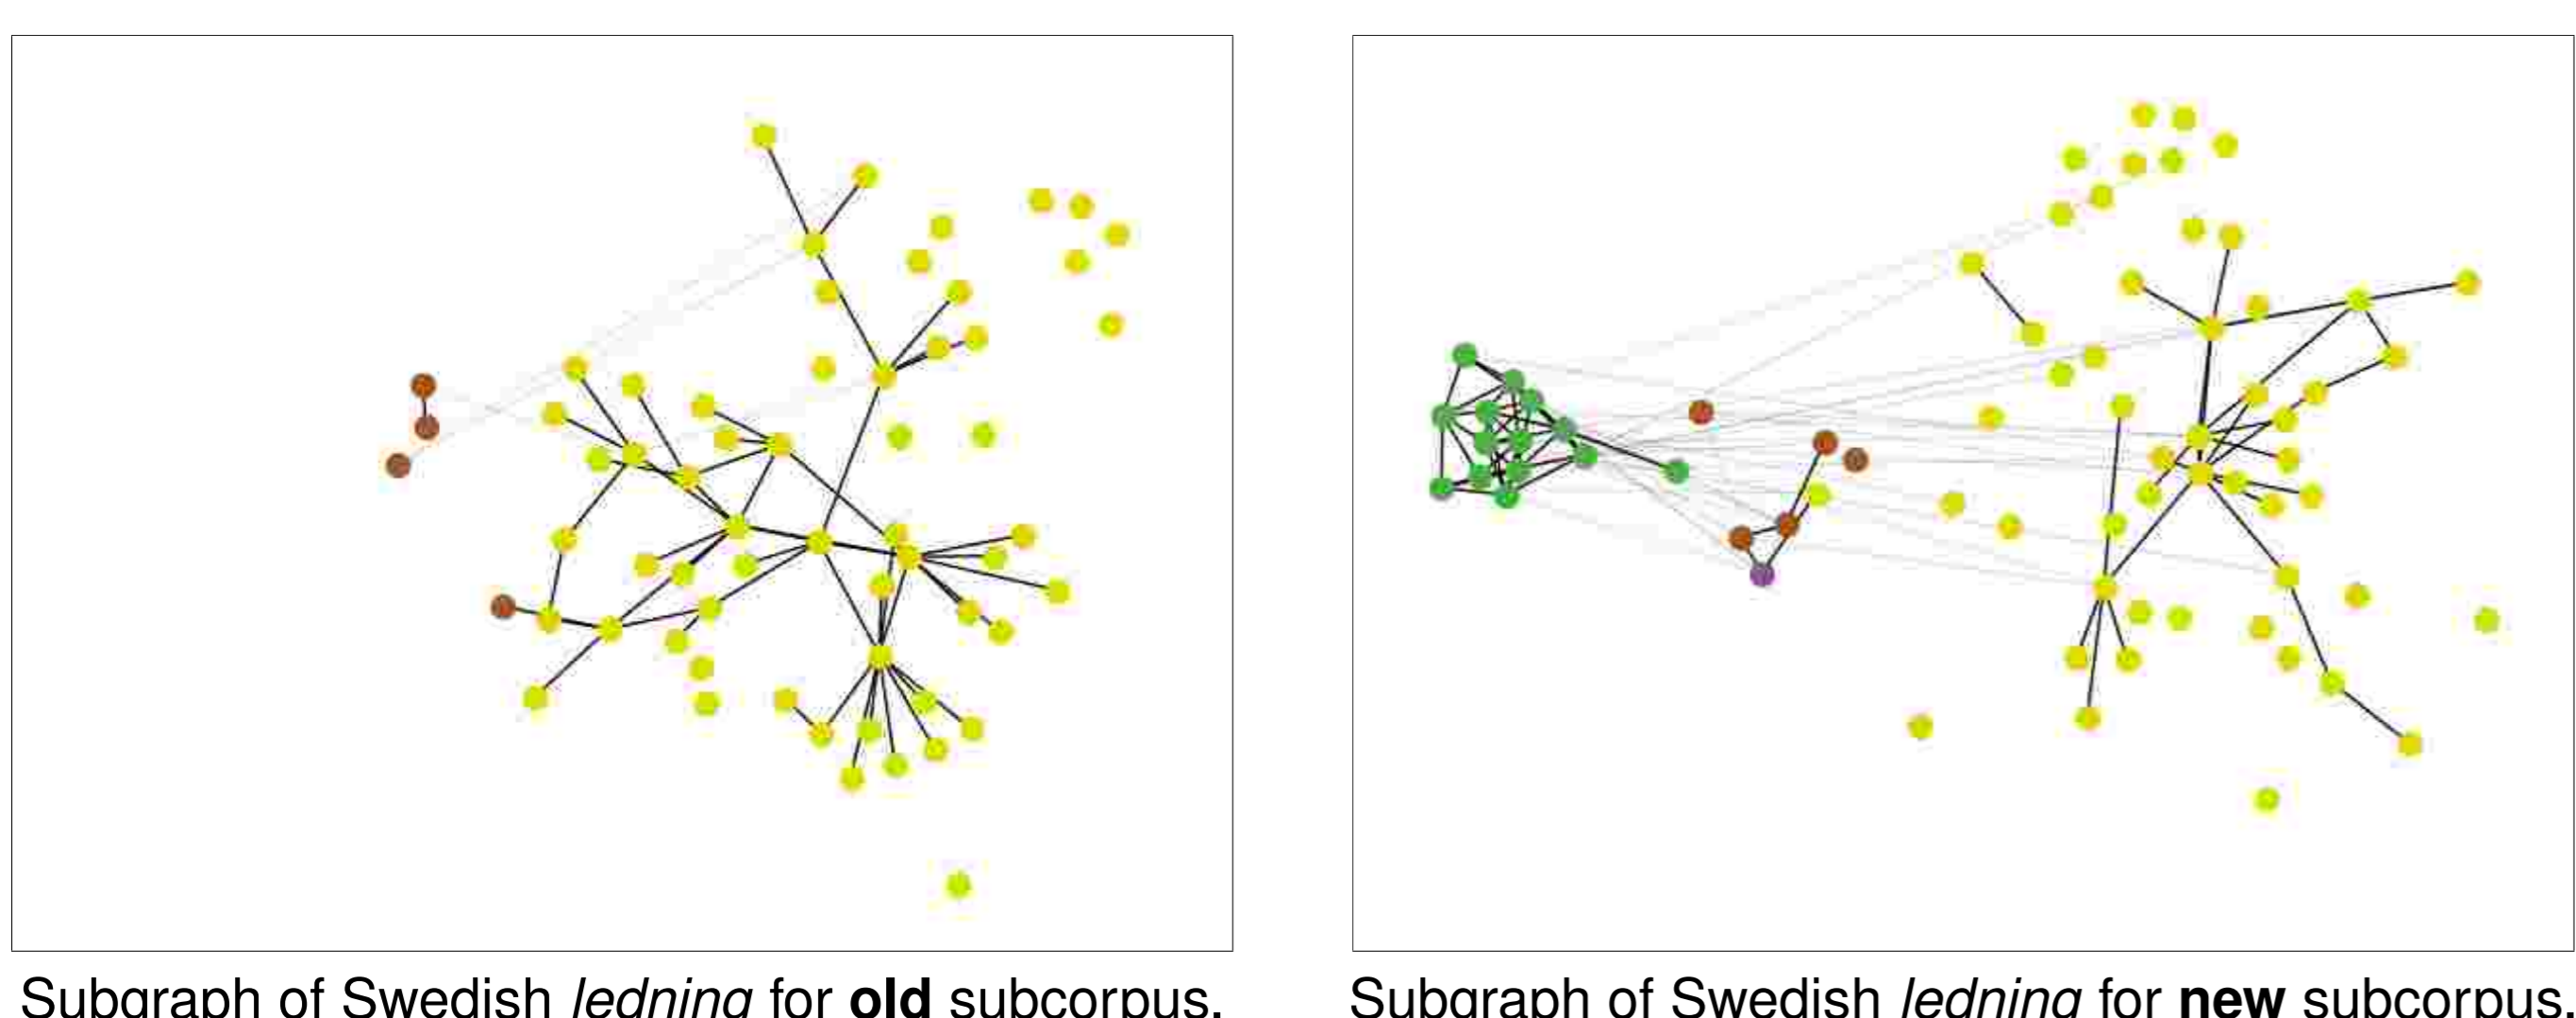 Subgraph of Swedish ledning for old subcorpus.
Subgraph of Swedish ledning for new subcorpus.